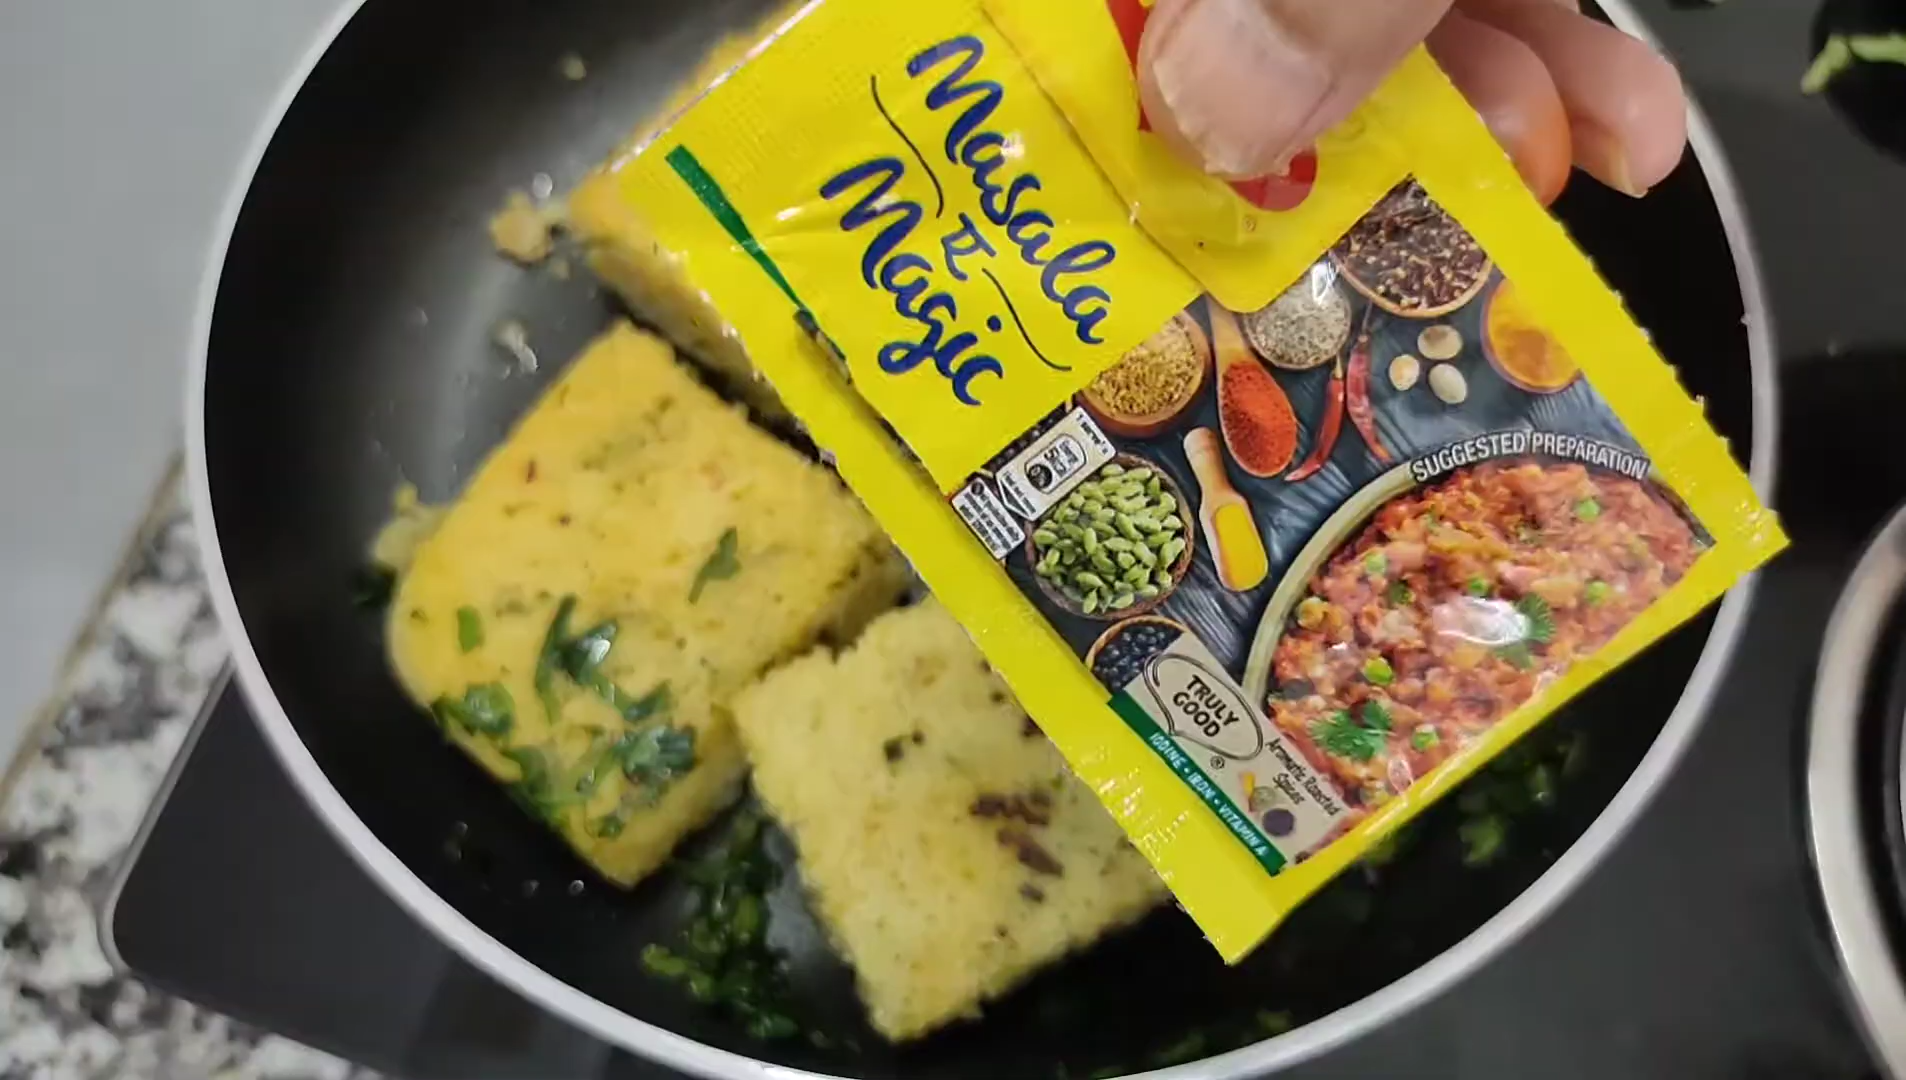 Masala
ए
Magic
SUGGESTED PREPARATION
TRULY
GOOD
®
Aromatic Roasted
Spices
IODINE • IRON • VITAMIN A